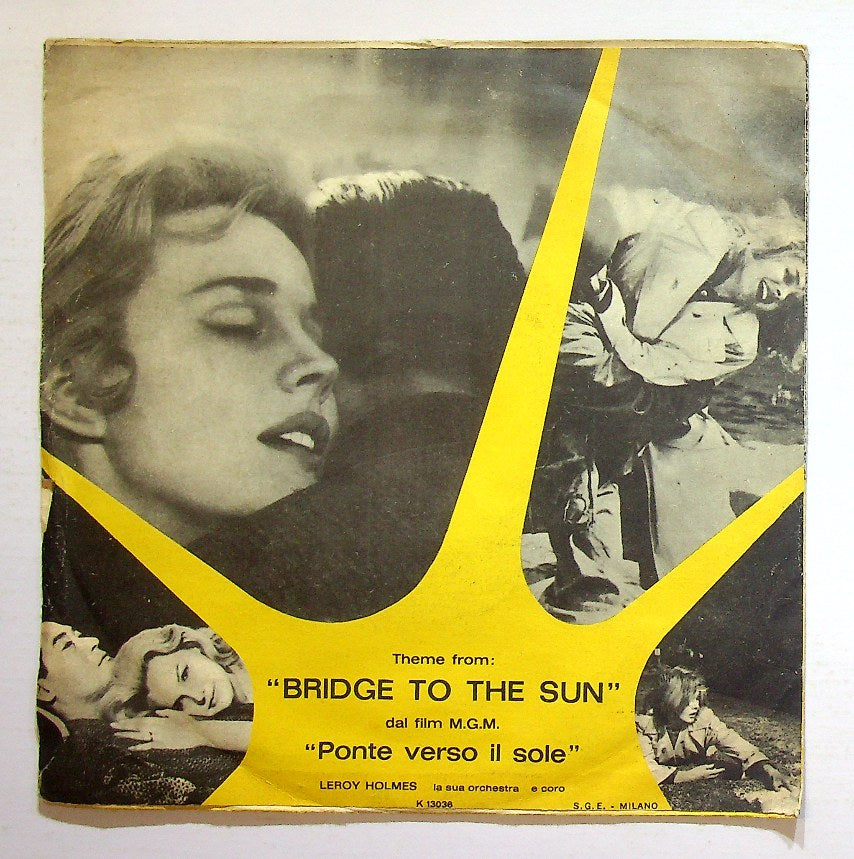 Theme from:
"BRIDGE TO THE SUN"
dal film M.G.M.
"Ponte verso il sole"
LEROY HOLMES la sua orchestra e coro
K 13036
S.G.E. - MILANO